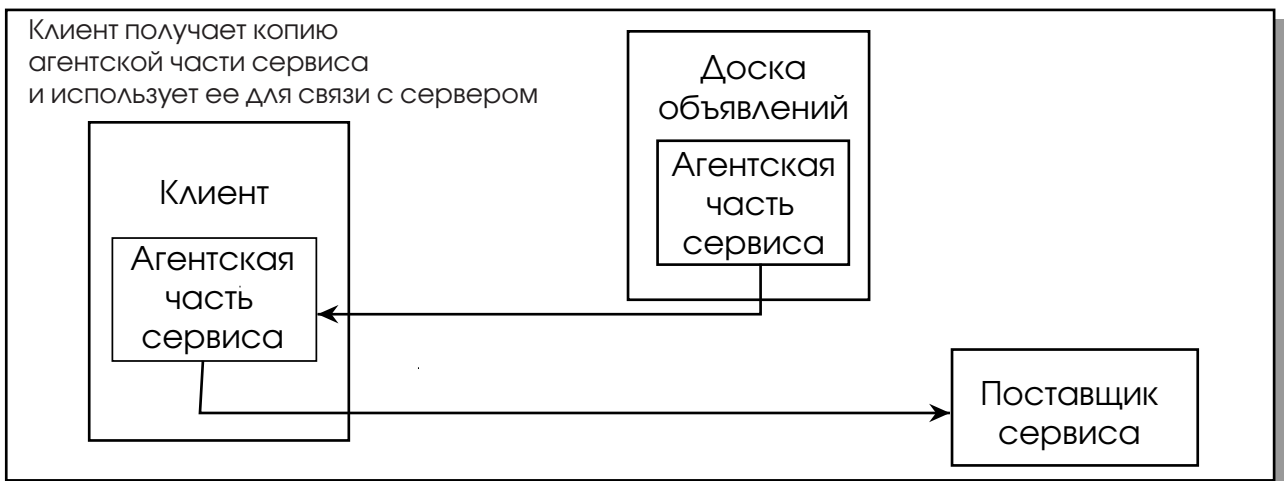 Клиент получает копию
агентской части сервиса
и использует ее для связи с сервером
Доска
объявлений
Агентская
часть
сервиса
Клиент
Агентская
часть
сервиса
Поставщик
сервиса